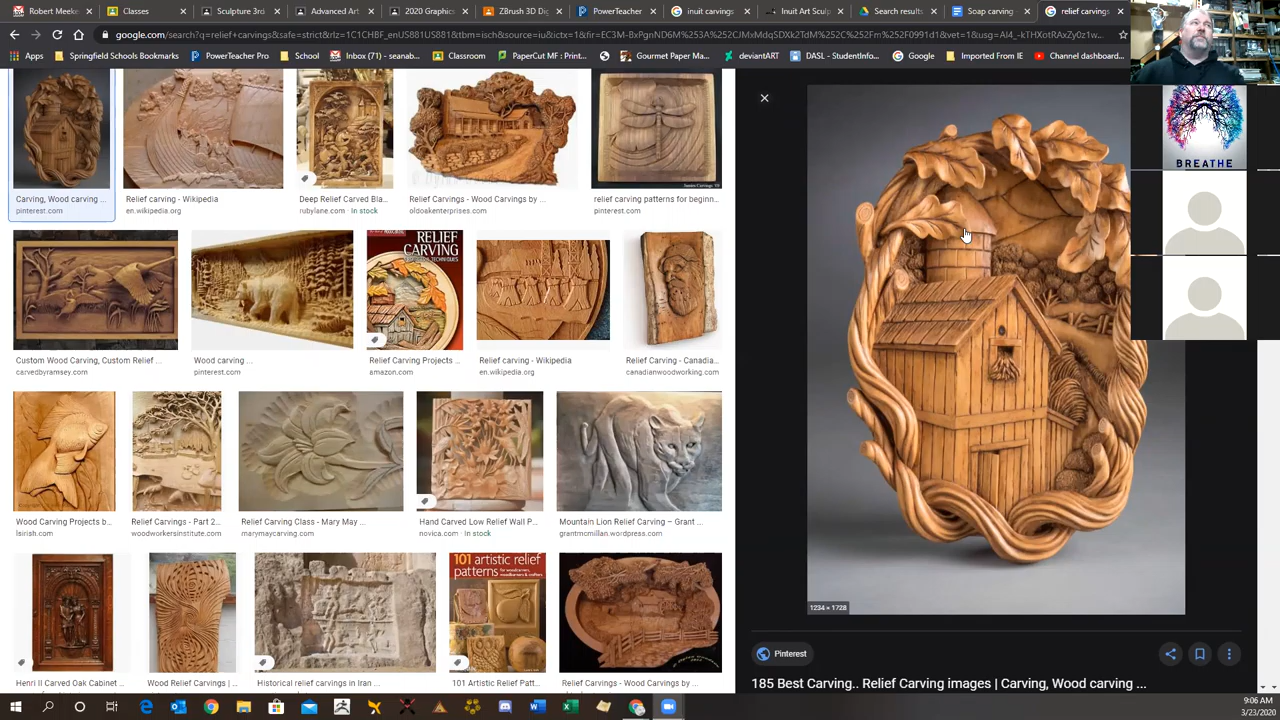 Robert Meeke
Classes
Sculpture 3rd
Advanced Art
2020 Graphics
ZBrush 3D Di
PowerTeacher
inuit carvings
Inuit Art Sculp
Search results
Soap carving
relief carvings
Apps
Springfield Schools Bookmarks
PowerTeacher Pro
School
Inbox (71) - seanab...
Classroom
PaperCut MF : Print...
Gourmet Paper Ma...
deviantART
DASL - StudentInfo...
Google
Imported From IE
Channel dashboard...
Carving, Wood carving ...
pinterest.com
Relief carving - Wikipedia
en.wikipedia.org
Deep Relief Carved Bla...
rubylane.com · In stock
Relief Carvings - Wood Carvings by ...
oldoakenterprises.com
relief carving patterns for beginn...
pinterest.com
BREATHE
Custom Wood Carving, Custom Relief ...
carvedbyramsey.com
Wood carving ...
pinterest.com
RELIEF
CARVING
Relief Carving Projects ...
amazon.com
Relief carving - Wikipedia
en.wikipedia.org
Relief Carving - Canadia...
canadianwoodworking.com
Wood Carving Projects b...
lsirish.com
Relief Carvings - Part 2...
woodworkersinstitute.com
Relief Carving Class - Mary May ...
marymaycarving.com
Hand Carved Low Relief Wall P...
novica.com · In stock
Mountain Lion Relief Carving – Grant ...
grantmcmillan.wordpress.com
101 artistic relief
patterns
1234 × 1728
Pinterest
Henri II Carved Oak Cabinet ...
Wood Relief Carvings | ...
Historical relief carvings in Iran ...
101 Artistic Relief Patt...
Relief Carvings - Wood Carvings by ...
185 Best Carving.. Relief Carving images | Carving, Wood carving ...
9:06 AM
3/23/2020